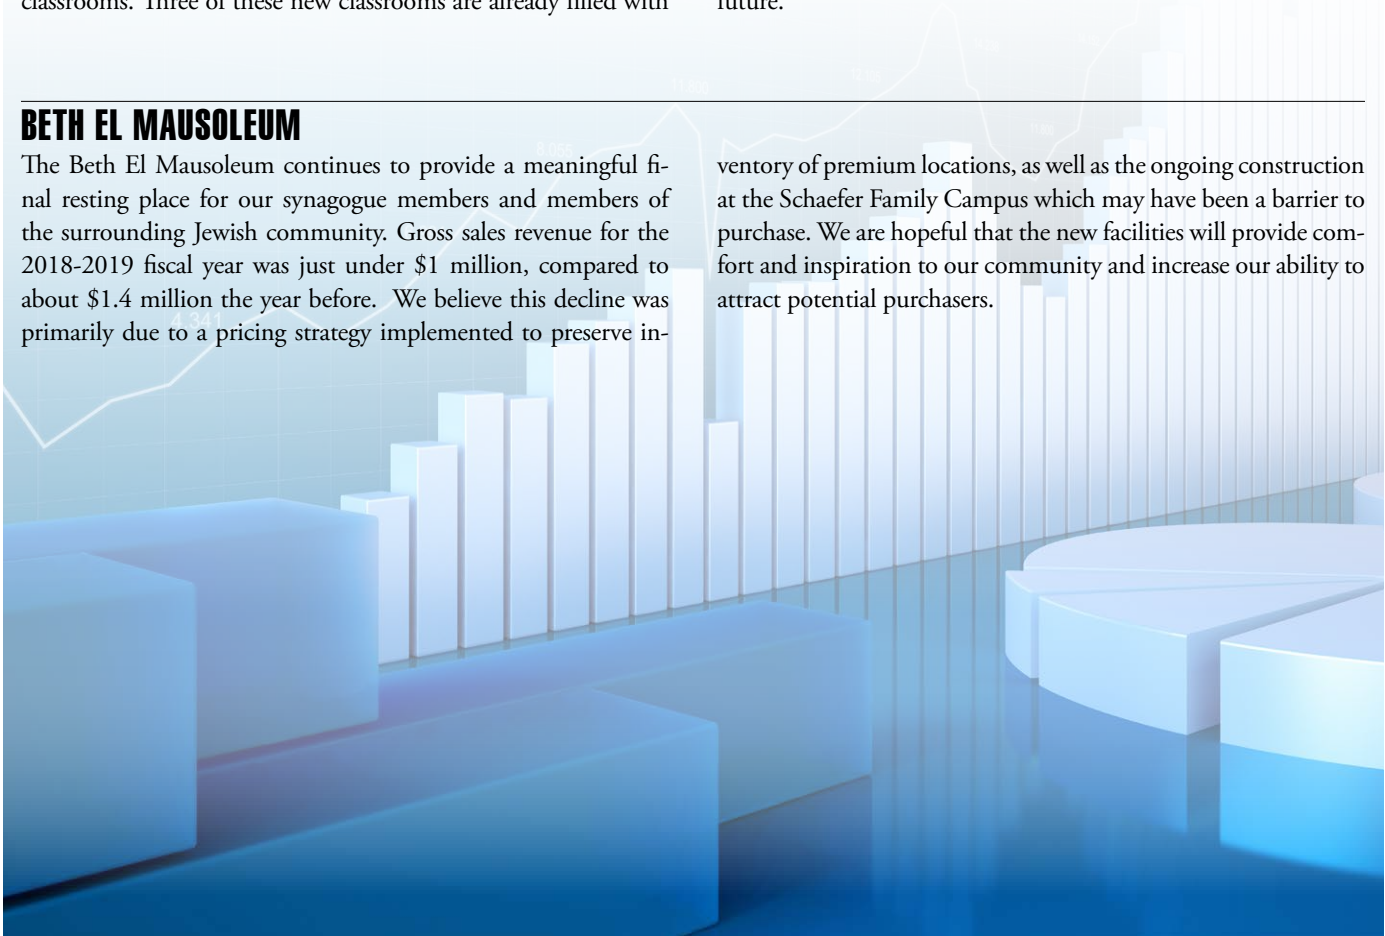 classrooms. Three of these new classrooms are already filled with
future.
BETH EL MAUSOLEUM
The Beth El Mausoleum continues to provide a meaningful fi-
nal resting place for our synagogue members and members of
the surrounding Jewish community. Gross sales revenue for the
2018-2019 fiscal year was just under $1 million, compared to
about $1.4 million the year before.  We believe this decline was
primarily due to a pricing strategy implemented to preserve in-
ventory of premium locations, as well as the ongoing construction
at the Schaefer Family Campus which may have been a barrier to
purchase. We are hopeful that the new facilities will provide com-
fort and inspiration to our community and increase our ability to
attract potential purchasers.
8.055
4.341